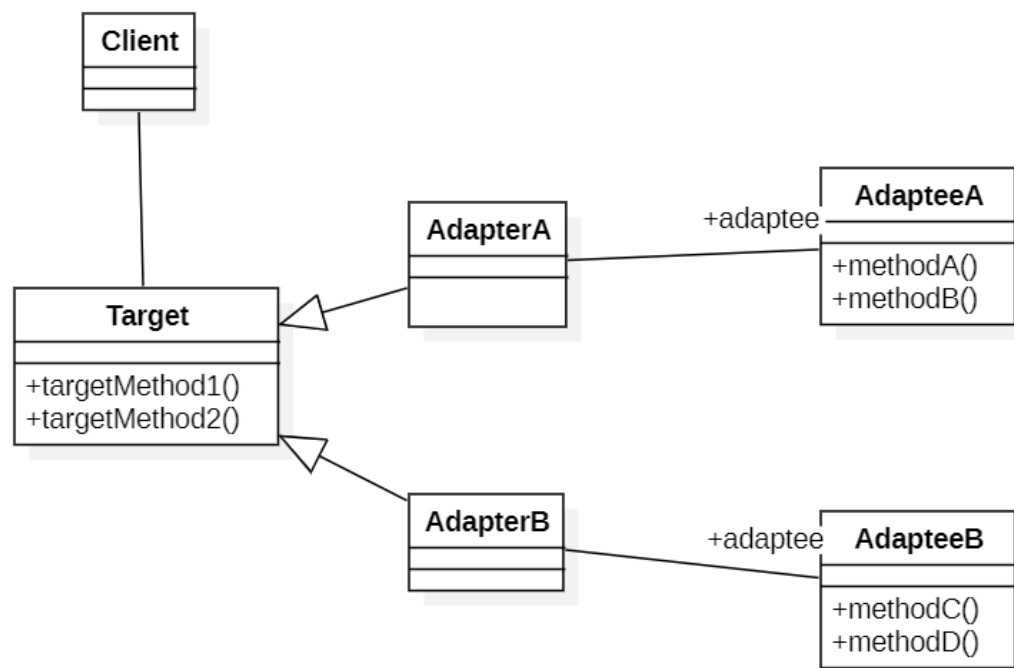 Client
Target
+targetMethod1()
+targetMethod2()
AdapterA
+adaptee
AdapteeA
+methodA()
+methodB()
AdapterB
+adaptee
AdapteeB
+methodC()
+methodD()